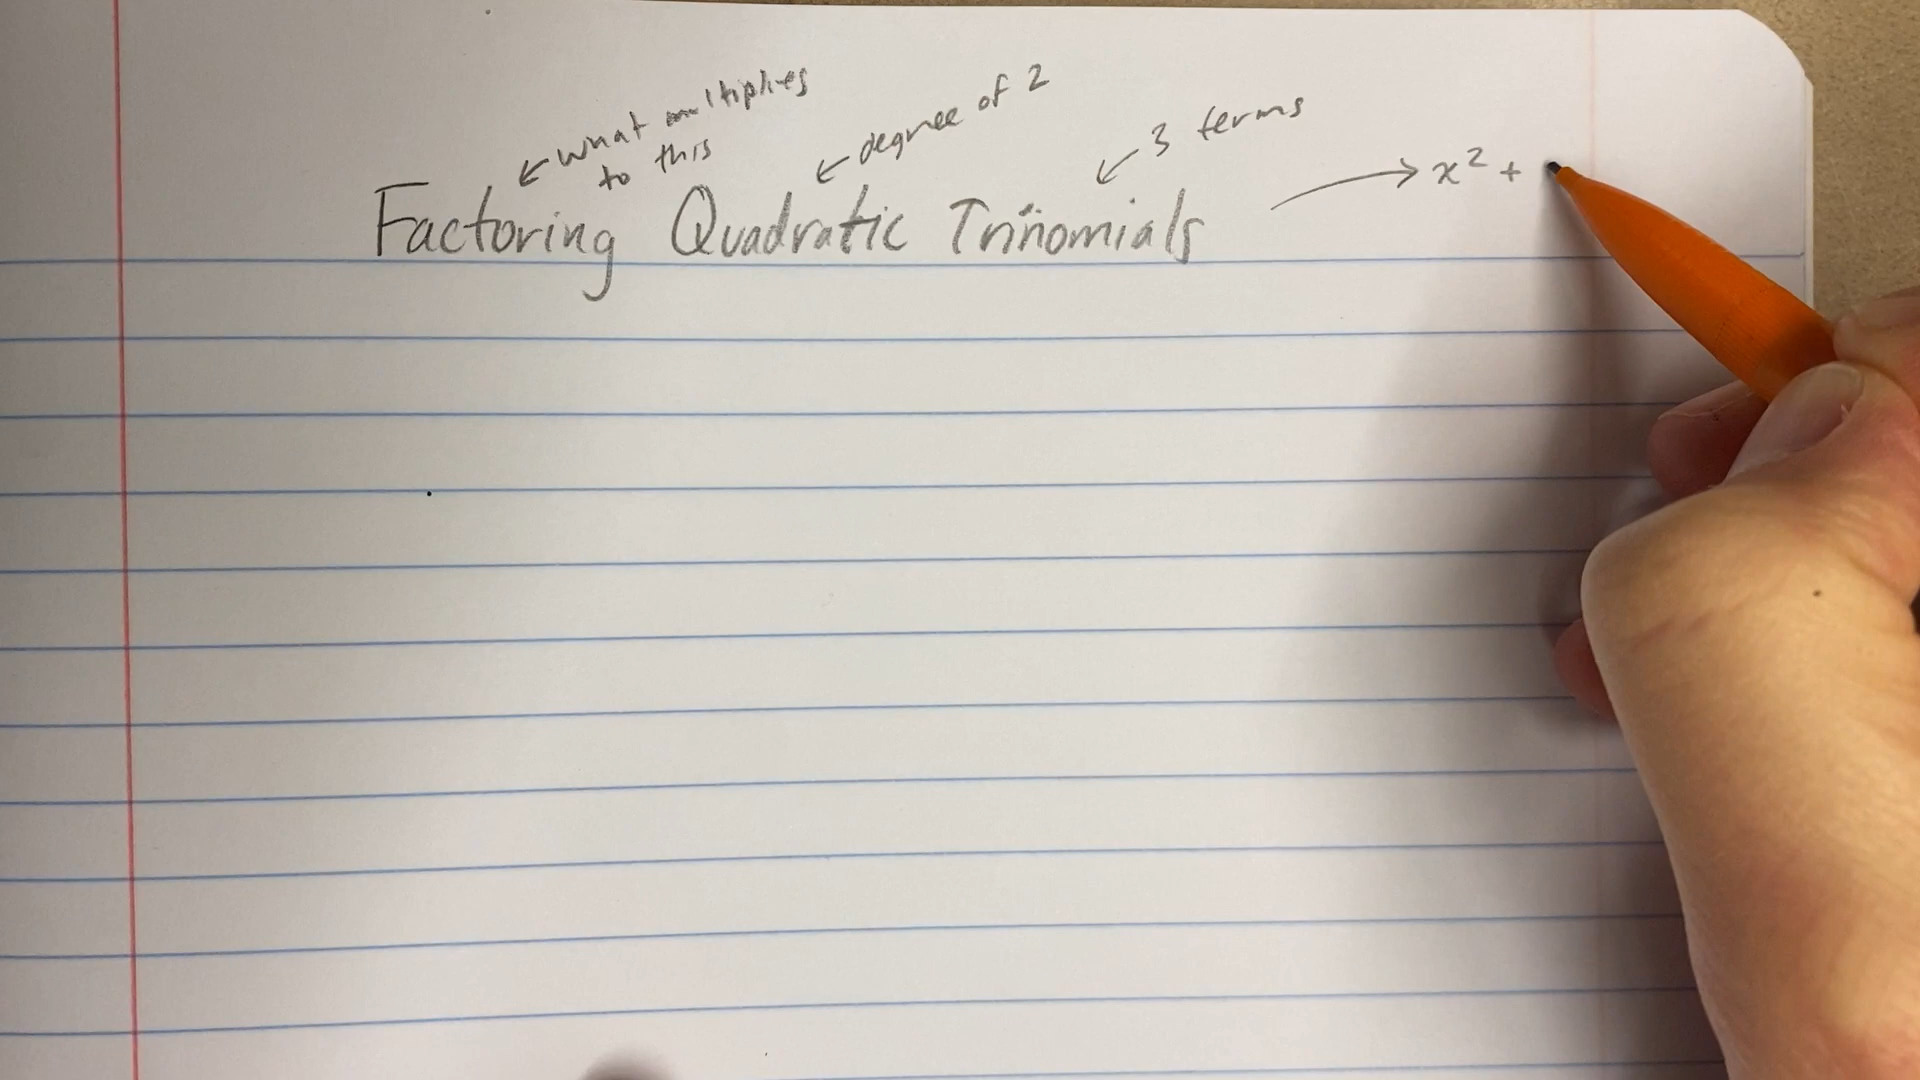 what multiplies
to this
degree of 2
3 terms
x² +
Factoring Quadratic Trinomials